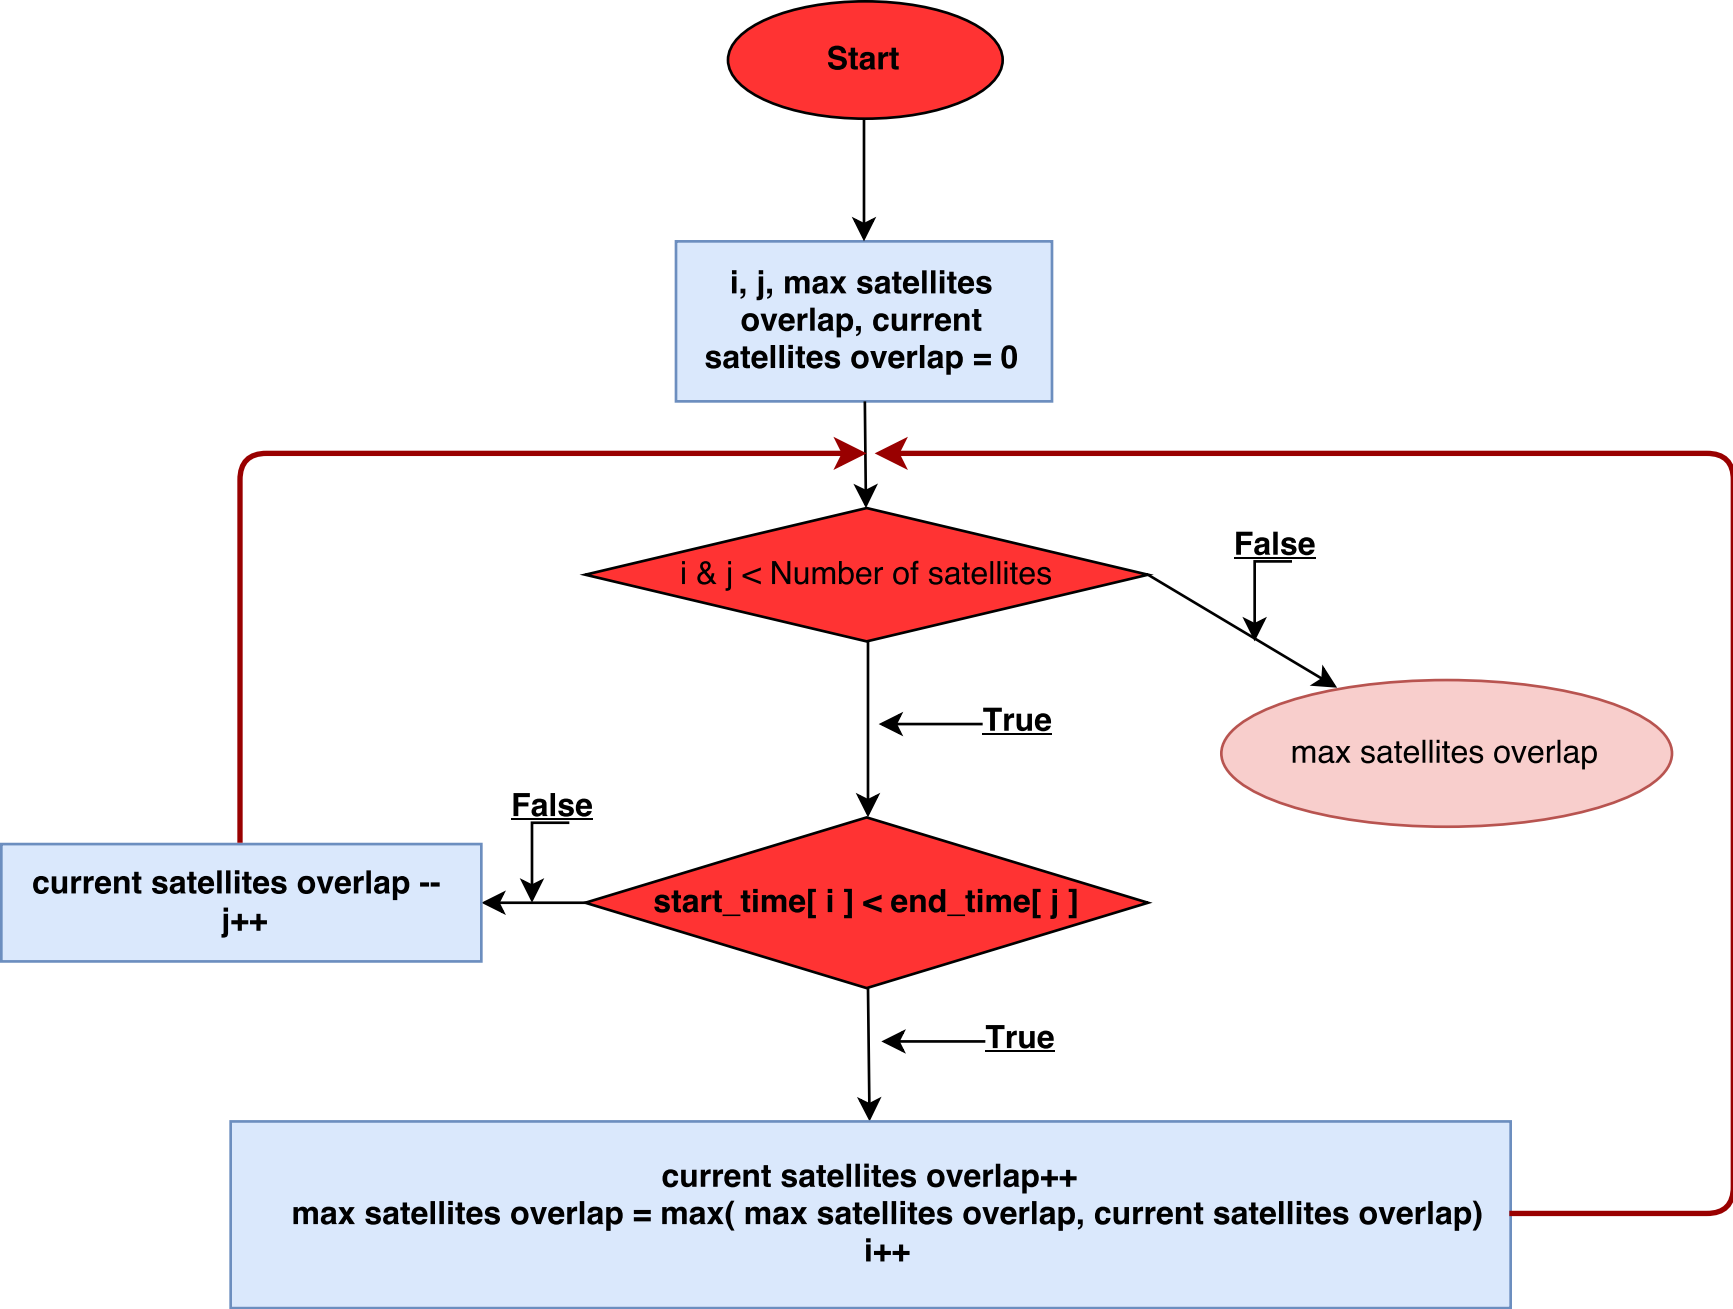 Start
i, j, max satellites
overlap, current
satellites overlap = 0
i & j < Number of satellites
False
True
max satellites overlap
False
start_time[ i ] < end_time[ j ]
current satellites overlap --
j++
True
current satellites overlap++
max satellites overlap = max( max satellites overlap, current satellites overlap)
i++